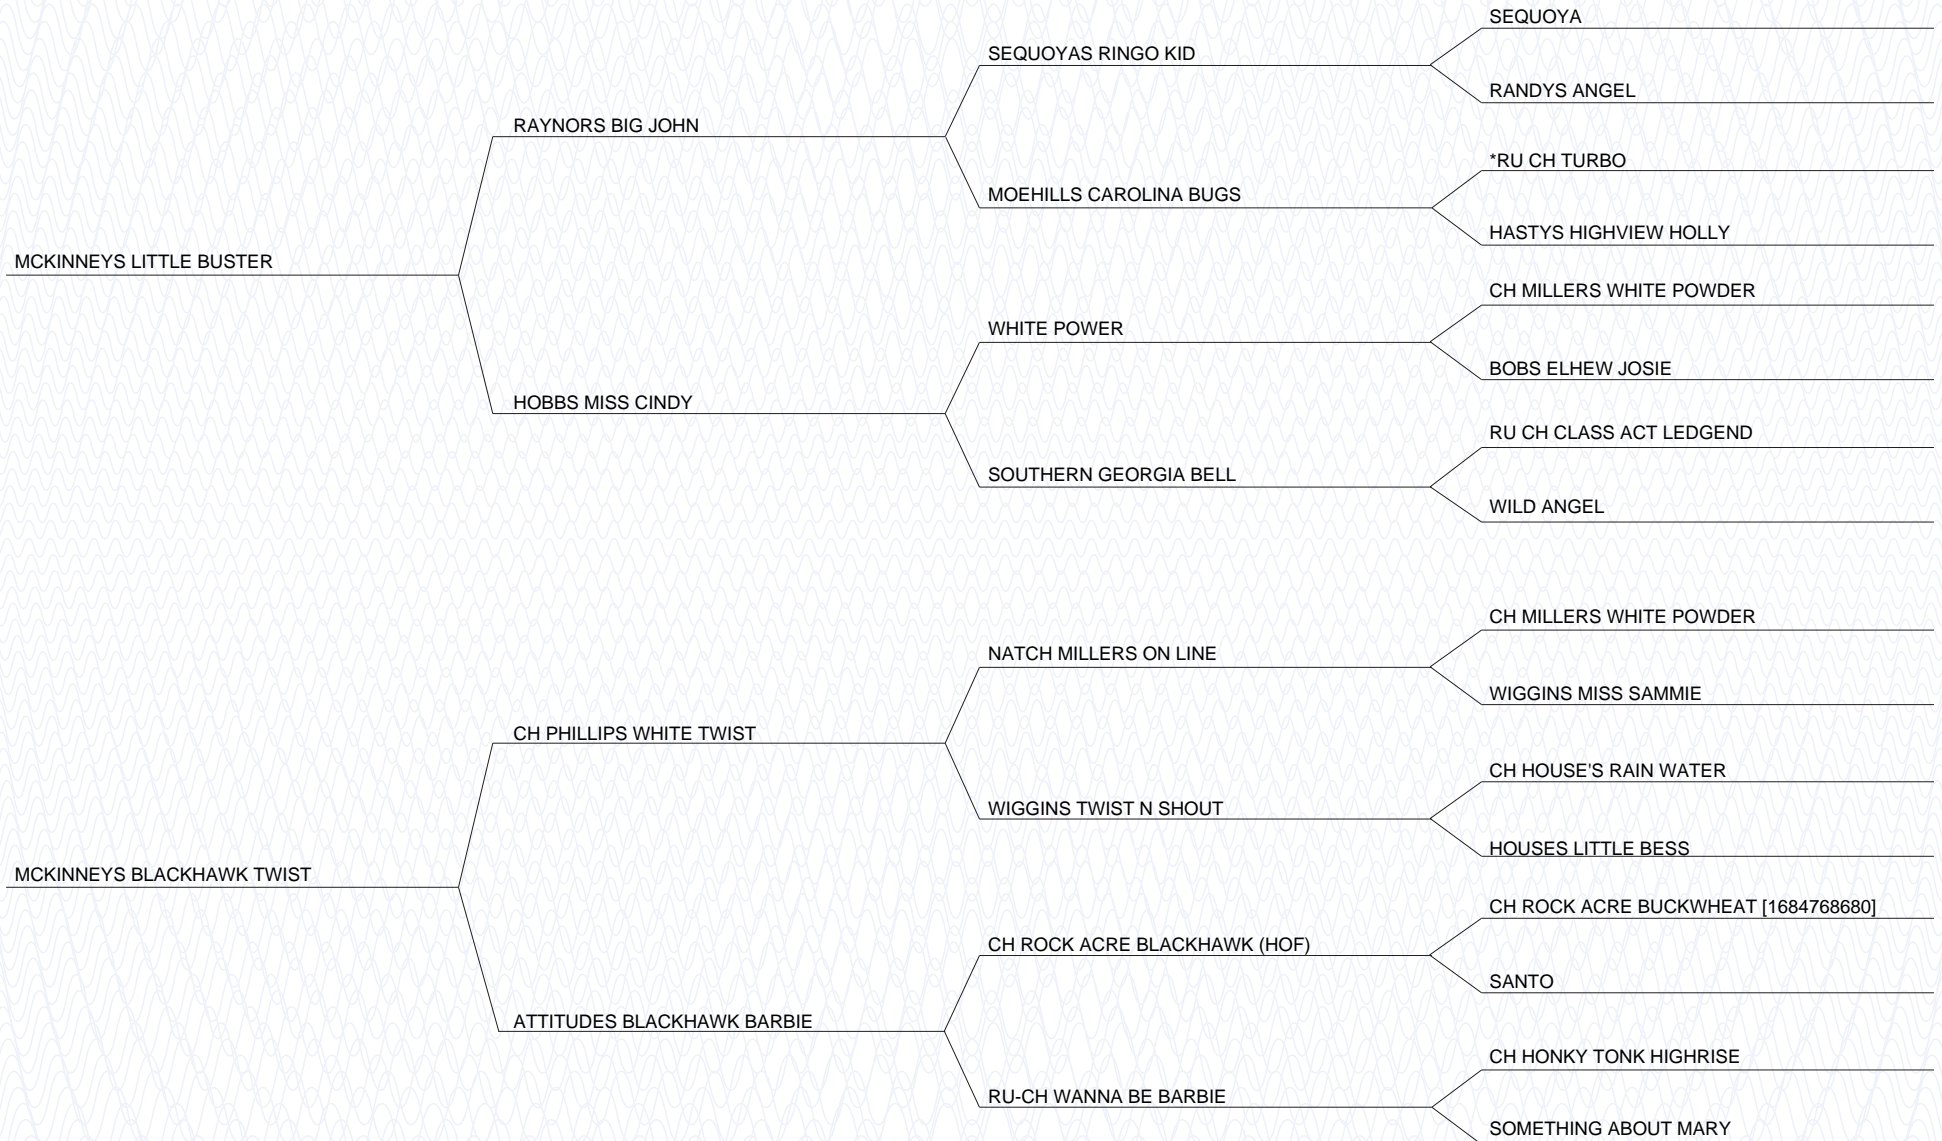 SEQUOYA
SEQUOYAS RINGO KID
RANDYS ANGEL
RAYNORS BIG JOHN
*RU CH TURBO
MOEHILLS CAROLINA BUGS
HASTYS HIGHVIEW HOLLY
MCKINNEYS LITTLE BUSTER
CH MILLERS WHITE POWDER
WHITE POWER
BOBS ELHEW JOSIE
HOBBS MISS CINDY
RU CH CLASS ACT LEDGEND
SOUTHERN GEORGIA BELL
WILD ANGEL
CH MILLERS WHITE POWDER
NATCH MILLERS ON LINE
WIGGINS MISS SAMMIE
CH PHILLIPS WHITE TWIST
CH HOUSE'S RAIN WATER
WIGGINS TWIST N SHOUT
HOUSES LITTLE BESS
MCKINNEYS BLACKHAWK TWIST
CH ROCK ACRE BUCKWHEAT [1684768680]
CH ROCK ACRE BLACKHAWK (HOF)
SANTO
ATTITUDES BLACKHAWK BARBIE
CH HONKY TONK HIGHRISE
RU-CH WANNA BE BARBIE
SOMETHING ABOUT MARY